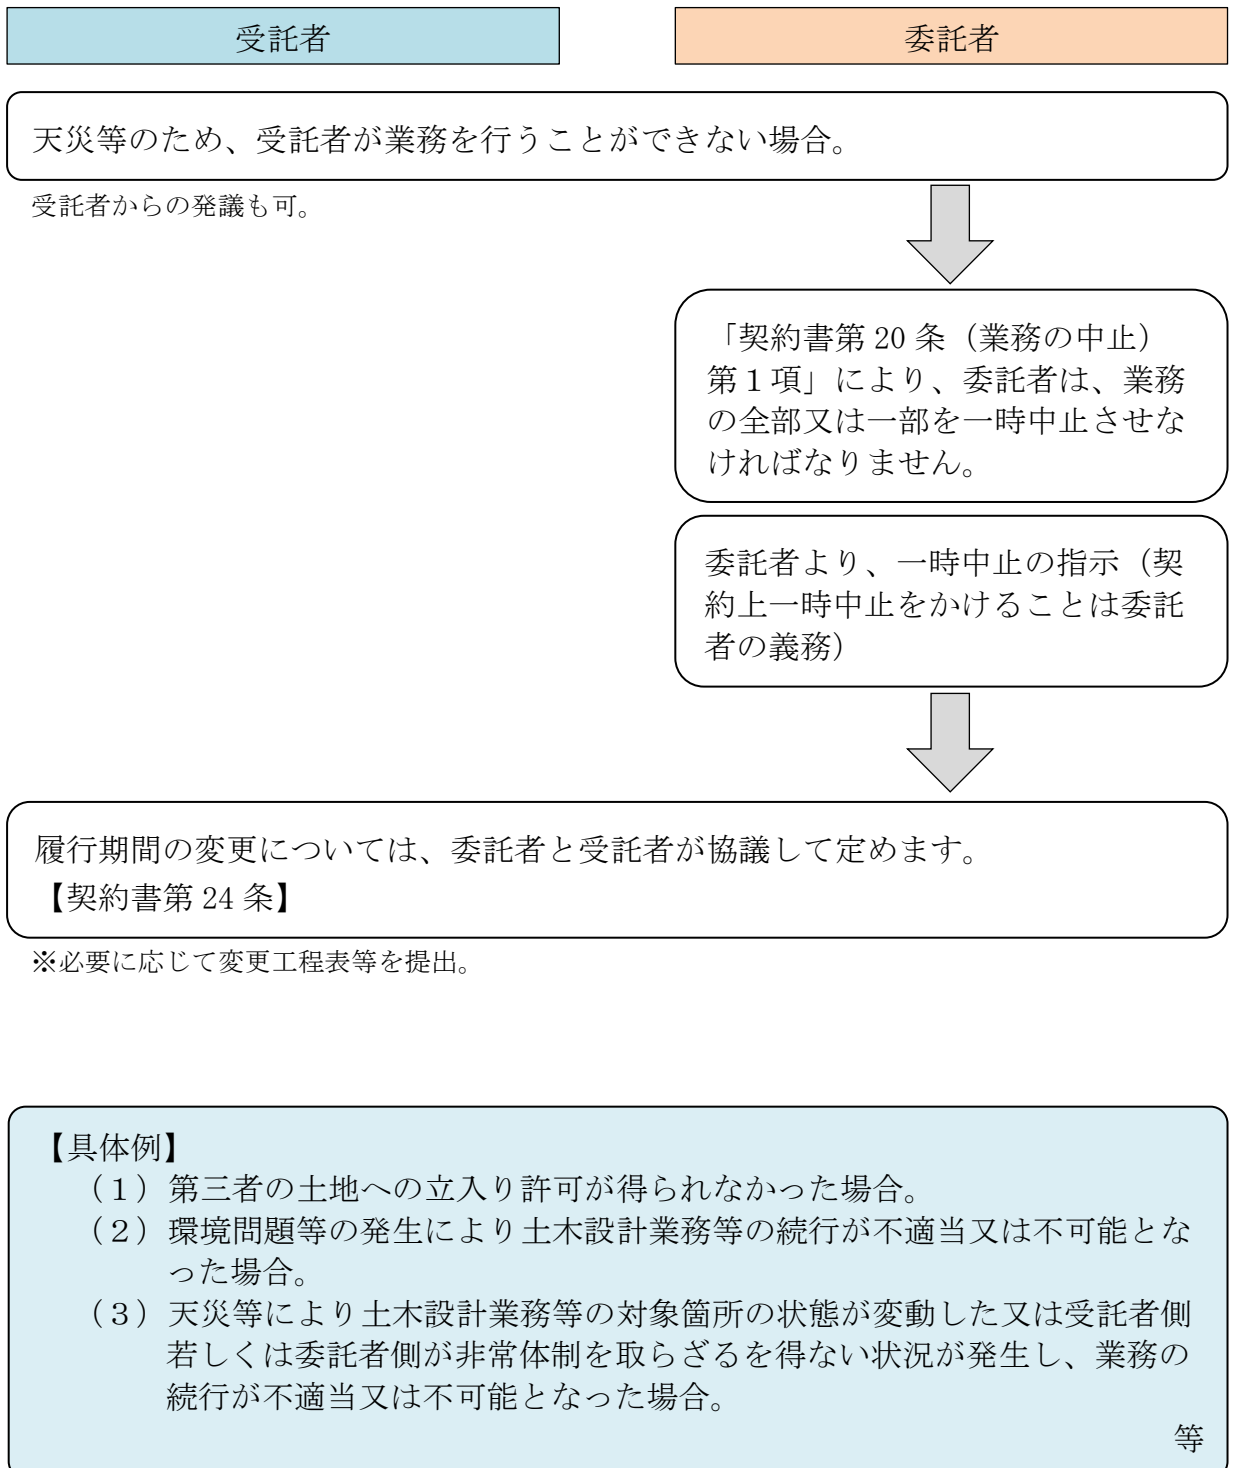 受託者
委託者
天災等のため、受託者が業務を行うことができない場合。
受託者からの発議も可。
「契約書第 20 条（業務の中止）
第１項」により、委託者は、業務
の全部又は一部を一時中止させな
ければなりません。
委託者より、一時中止の指示（契
約上一時中止をかけることは委託
者の義務）
履行期間の変更については、委託者と受託者が協議して定めます。
【契約書第 24 条】
※必要に応じて変更工程表等を提出。
【具体例】
（１）第三者の土地への立入り許可が得られなかった場合。
（２）環境問題等の発生により土木設計業務等の続行が不適当又は不可能とな
った場合。
（３）天災等により土木設計業務等の対象箇所の状態が変動した又は受託者側
若しくは委託者側が非常体制を取らざるを得ない状況が発生し、業務の
続行が不適当又は不可能となった場合。
等